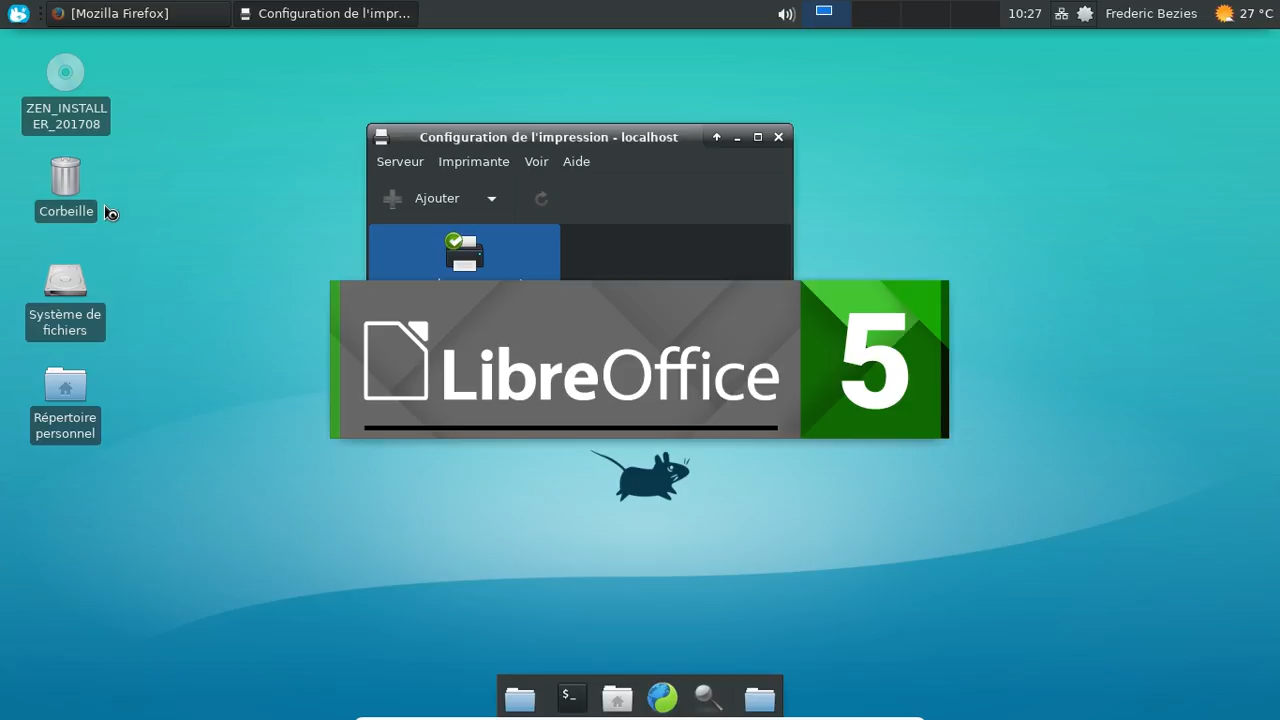 [Mozilla Firefox]
Configuration de l'impr...
10:27
Frederic Bezies
27 °C
ZEN_INSTALL
ER_201708
Corbeille
Système de
fichiers
Répertoire
personnel
Configuration de l'impression - localhost
Serveur Imprimante Voir Aide
Ajouter
LibreOffice 5
$_